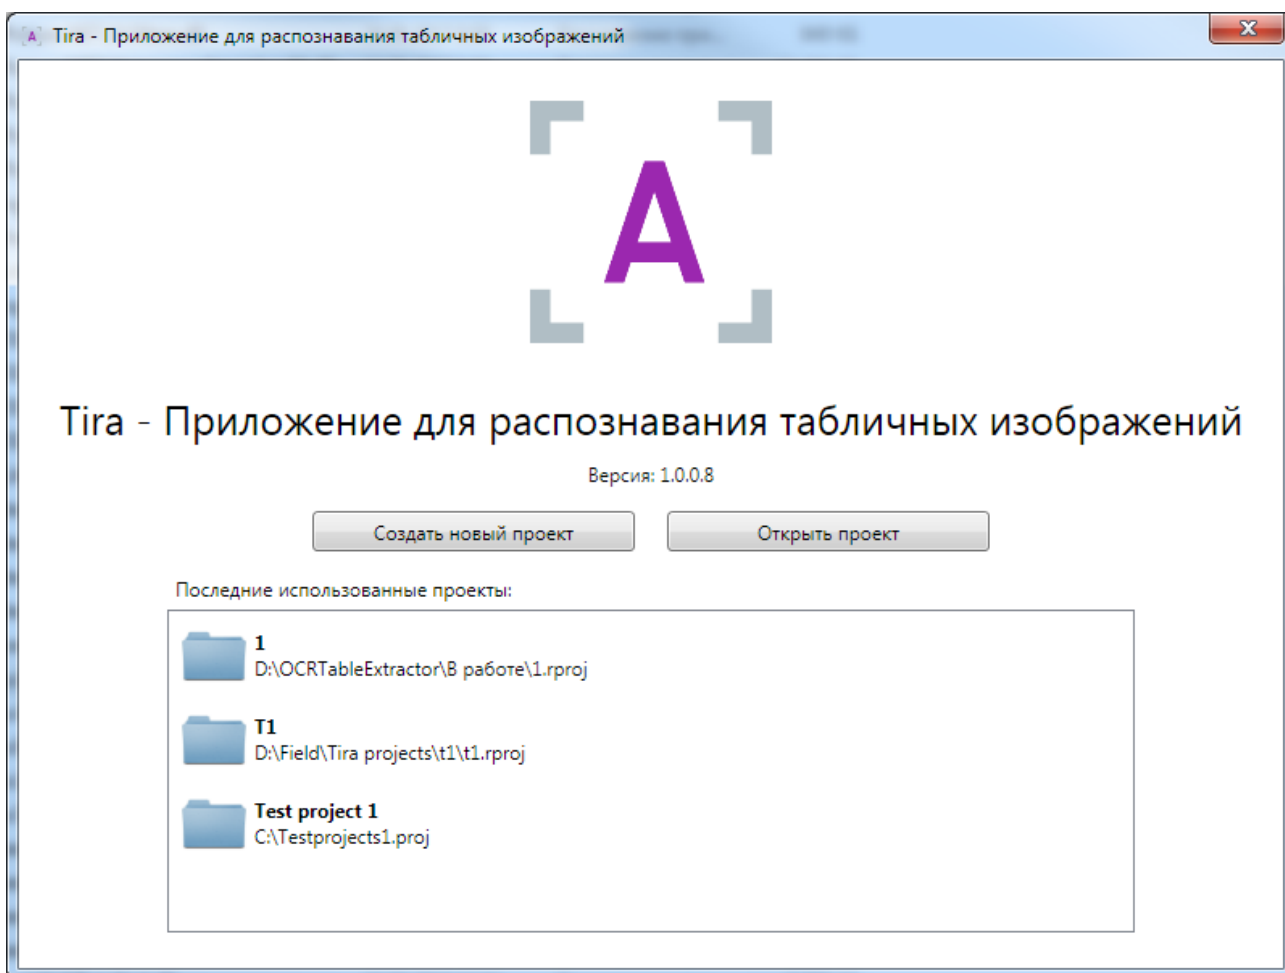 Tira - Приложение для распознавания табличных изображений
A
Tira - Приложение для распознавания табличных изображений
Версия: 1.0.0.8
Создать новый проект
Открыть проект
Последние использованные проекты:
1
D:\OCRTableExtractor\В работе\1.rproj
T1
D:\Field\Tira projects\t1\t1.rproj
Test project 1
C:\Testprojects1.proj